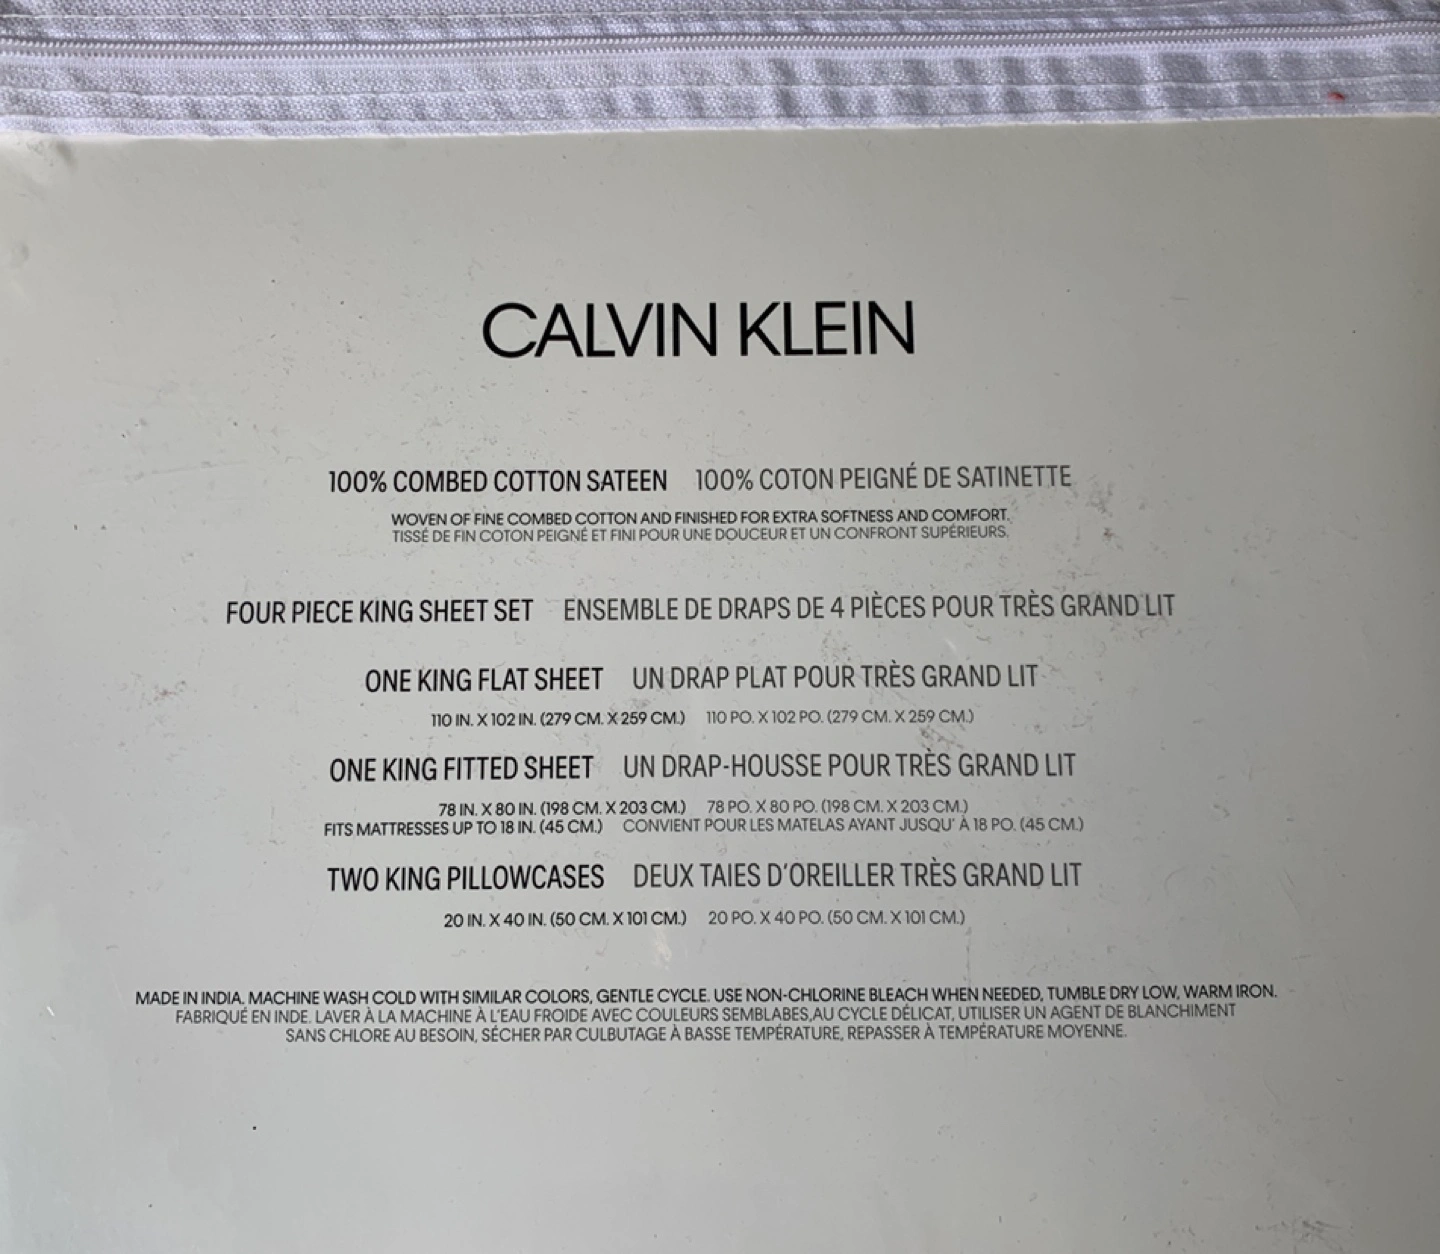 CALVIN KLEIN
100% COMBED COTTON SATEEN 100% COTON PEIGNÉ DE SATINETTE
WOVEN OF FINE COMBED COTTON AND FINISHED FOR EXTRA SOFTNESS AND COMFORT.
TISSÉ DE FIN COTON PEIGNÉ ET FINI POUR UNE DOUCEUR ET UN CONFRONT SUPÉRIEURS.
FOUR PIECE KING SHEET SET ENSEMBLE DE DRAPS DE 4 PIÈCES POUR TRÈS GRAND LIT
ONE KING FLAT SHEET UN DRAP PLAT POUR TRÈS GRAND LIT
110 IN. X 102 IN. (279 CM. X 259 CM.) 110 PO. X 102 PO. (279 CM. X 259 CM.)
ONE KING FITTED SHEET UN DRAP-HOUSSE POUR TRÈS GRAND LIT
78 IN. X 80 IN. (198 CM. X 203 CM.) 78 PO. X 80 PO. (198 CM. X 203 CM.)
FITS MATTRESSES UP TO 18 IN. (45 CM.) CONVIENT POUR LES MATELAS AYANT JUSQU' À 18 PO. (45 CM.)
TWO KING PILLOWCASES DEUX TAIES D'OREILLER TRÈS GRAND LIT
20 IN. X 40 IN. (50 CM. X 101 CM.) 20 PO. X 40 PO. (50 CM. X 101 CM.)
MADE IN INDIA. MACHINE WASH COLD WITH SIMILAR COLORS, GENTLE CYCLE. USE NON-CHLORINE BLEACH WHEN NEEDED, TUMBLE DRY LOW, WARM IRON.
FABRIQUÉ EN INDE. LAVER À LA MACHINE À L'EAU FROIDE AVEC COULEURS SEMBLABES,AU CYCLE DÉLICAT, UTILISER UN AGENT DE BLANCHIMENT
SANS CHLORE AU BESOIN, SÉCHER PAR CULBUTAGE À BASSE TEMPÉRATURE, REPASSER À TEMPÉRATURE MOYENNE.